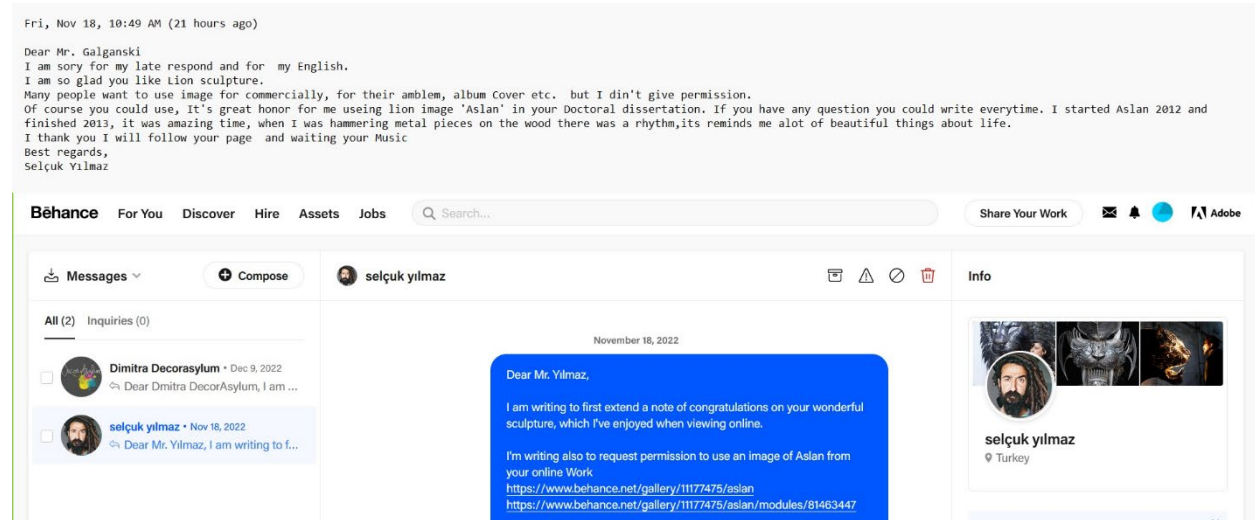 Fri, Nov 18, 10:49 AM (21 hours ago)
Dear Mr. Galganski
I am sory for my late respond and for my English.
I am so glad you like Lion sculpture.
Many people want to use image for commercially, for their amblem, album Cover etc. but I din't give permission.
Of course you could use, It's great honor for me useing lion image 'Aslan' in your Doctoral dissertation. If you have any question you could write everytime. I started Aslan 2012 and
finished 2013, it was amazing time, when I was hammering metal pieces on the wood there was a rhythm,its reminds me alot of beautiful things about life.
I thank you I will follow your page and waiting your Music
Best regards,
Selçuk Yılmaz
Bēhance For You Discover Hire Assets Jobs Search... Share Your Work Adobe
Messages Compose selçuk yılmaz Info
All (2) Inquiries (0)
November 18, 2022
Dimitra Decorasylum • Dec 9, 2022
Dear Dmitra DecorAsylum, I am ...
selçuk yılmaz • Nov 18, 2022
Dear Mr. Yılmaz, I am writing to f...
Dear Mr. Yılmaz,
I am writing to first extend a note of congratulations on your wonderful
sculpture, which I've enjoyed when viewing online.
I'm writing also to request permission to use an image of Aslan from
your online Work
https://www.behance.net/gallery/11177475/aslan
https://www.behance.net/gallery/11177475/aslan/modules/81463447
selçuk yılmaz
Turkey